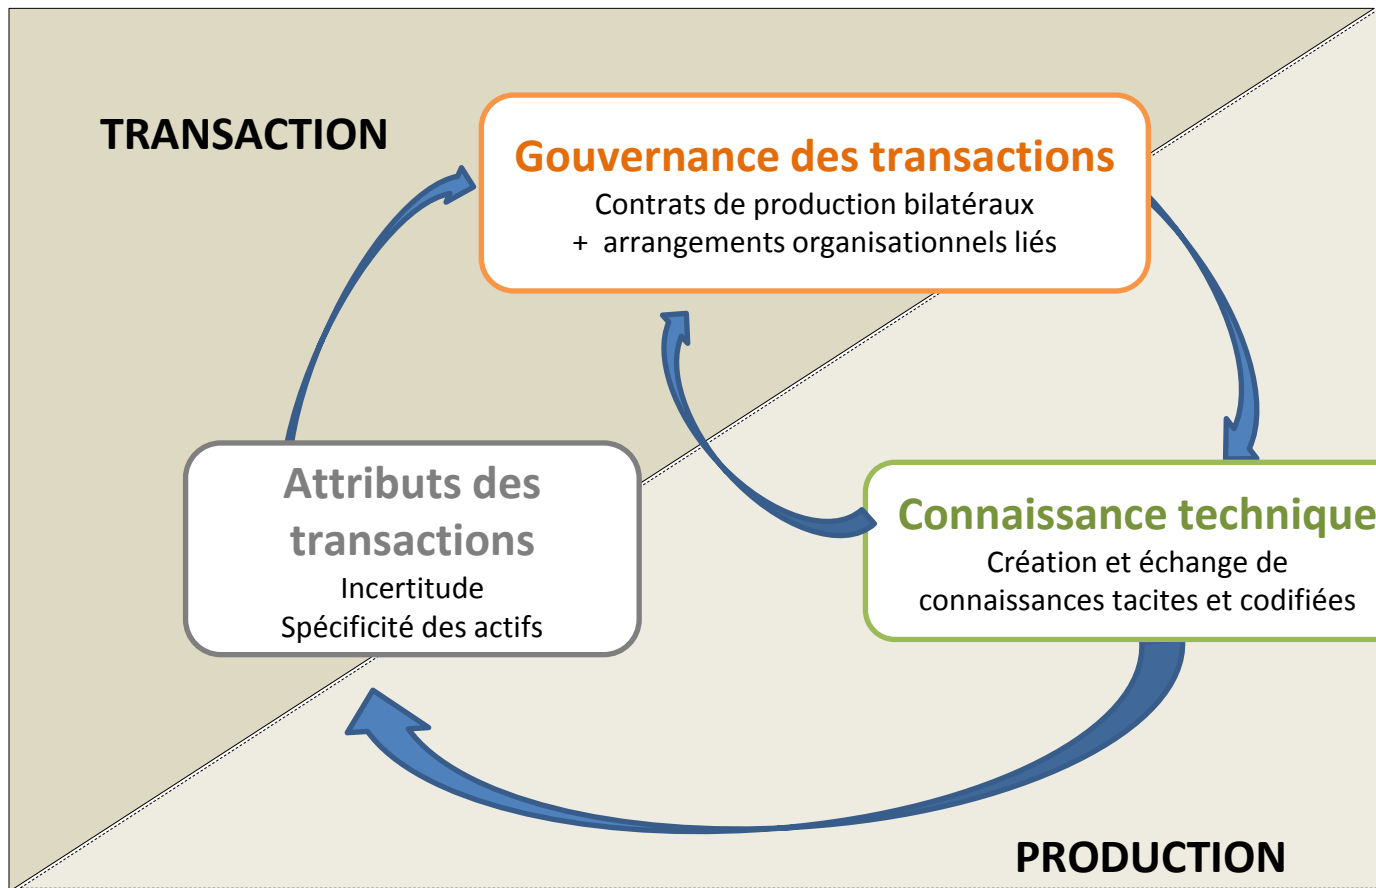 TRANSACTION
Gouvernance des transactions
Contrats de production bilatéraux
+ arrangements organisationnels liés
Attributs des
transactions
Incertitude
Spécificité des actifs
Connaissance technique
Création et échange de
connaissances tacites et codifiées
PRODUCTION